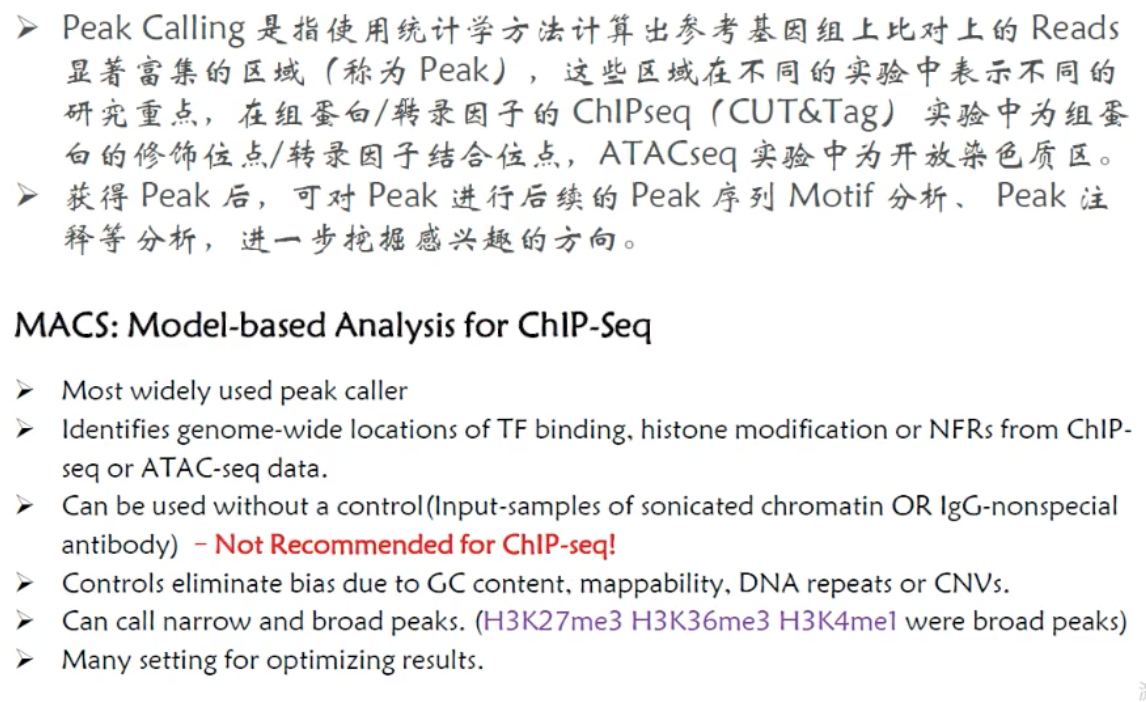 ➢ Peak Calling 是指使用统计学方法计算出参考基因组上比对上的 Reads
显著富集的区域（称为 Peak），这些区域在不同的实验中表示不同的
研究重点，在组蛋白/转录因子的 ChIPseq（CUT&Tag）实验中为组蛋
白的修饰位点/转录因子结合位点，ATACseq 实验中为开放染色质区。
➢ 获得 Peak 后，可对 Peak 进行后续的 Peak 序列 Motif 分析、 Peak 注
释等分析，进一步挖掘感兴趣的方向。
MACS: Model-based Analysis for ChIP-Seq
➢ Most widely used peak caller
➢ Identifies genome-wide locations of TF binding, histone modification or NFRs from ChIP-
seq or ATAC-seq data.
➢ Can be used without a control(Input-samples of sonicated chromatin OR IgG-nonspecial
antibody) – Not Recommended for ChIP-seq!
➢ Controls eliminate bias due to GC content, mappability, DNA repeats or CNVs.
➢ Can call narrow and broad peaks. (H3K27me3 H3K36me3 H3K4me1 were broad peaks)
➢ Many setting for optimizing results.